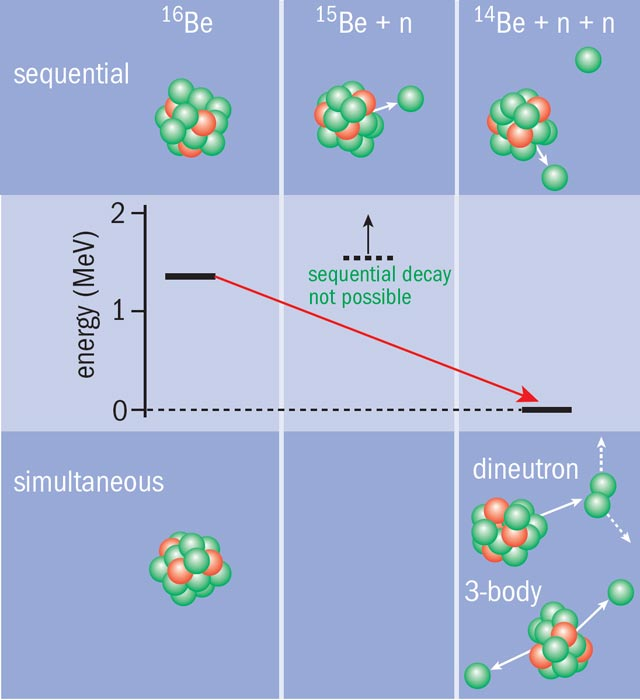 ¹⁶Be
¹⁵Be + n
¹⁴Be + n + n
sequential
2
1
0
energy (MeV)
sequential decay
not possible
simultaneous
dineutron
3-body